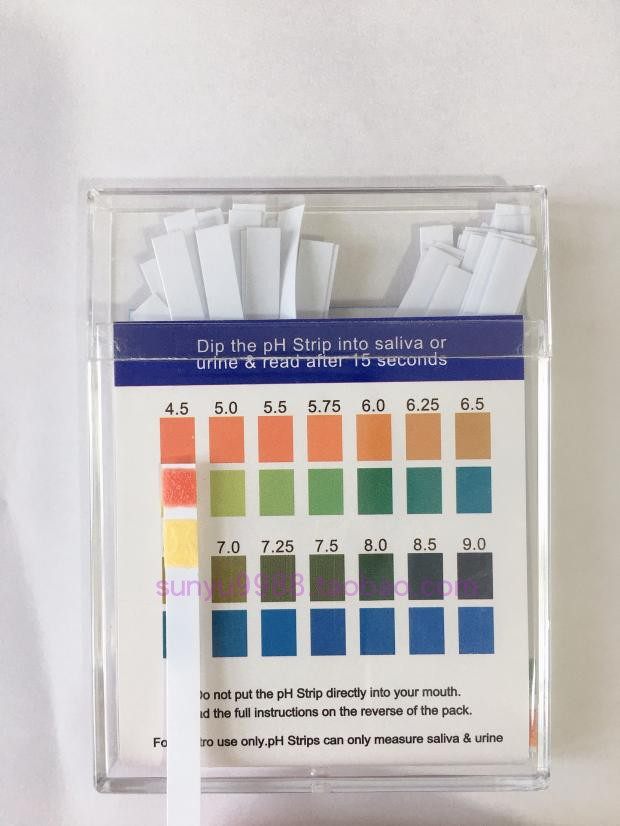 Dip the pH Strip into saliva or
urine & read after 15 seconds
4.5 5.0 5.5 5.75 6.0 6.25 6.5
7.0 7.25 7.5 8.0 8.5 9.0
sunyu9988.taobao.com
Do not put the pH Strip directly into your mouth.
the full instructions on the reverse of the pack.
use only.pH Strips can only measure saliva & urine